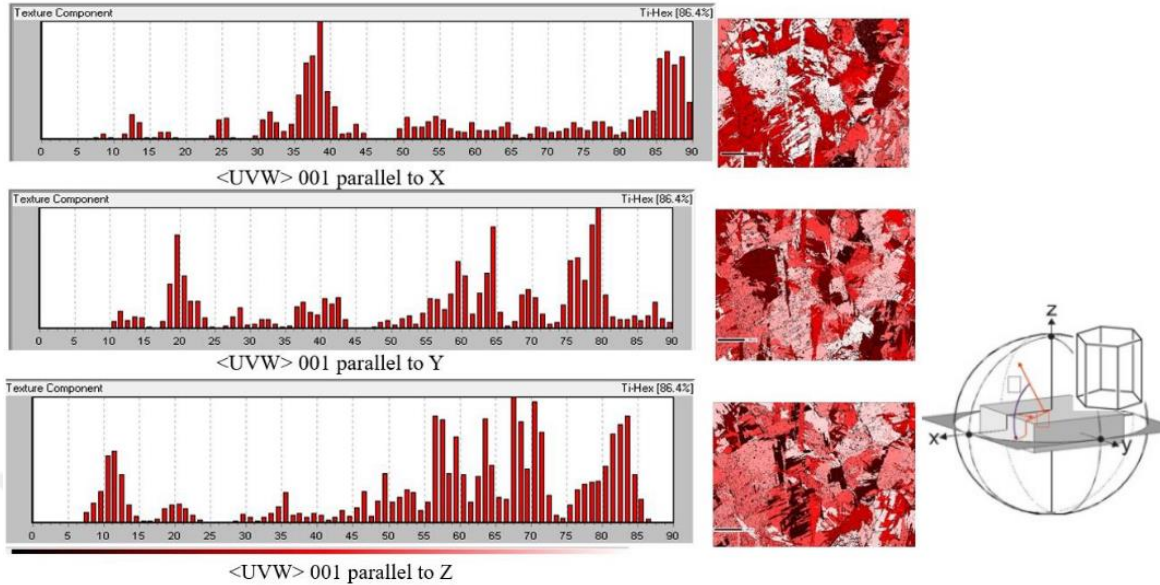 Texture Component Ti-Hex [86.4%]
0 5 10 15 20 25 30 35 40 45 50 55 60 65 70 75 80 85 90
<UVW> 001 parallel to X
Texture Component Ti-Hex [86.4%]
0 5 10 15 20 25 30 35 40 45 50 55 60 65 70 75 80 85 90
<UVW> 001 parallel to Y
Texture Component Ti-Hex [86.4%]
0 5 10 15 20 25 30 35 40 45 50 55 60 65 70 75 80 85 90
<UVW> 001 parallel to Z
z
x
y